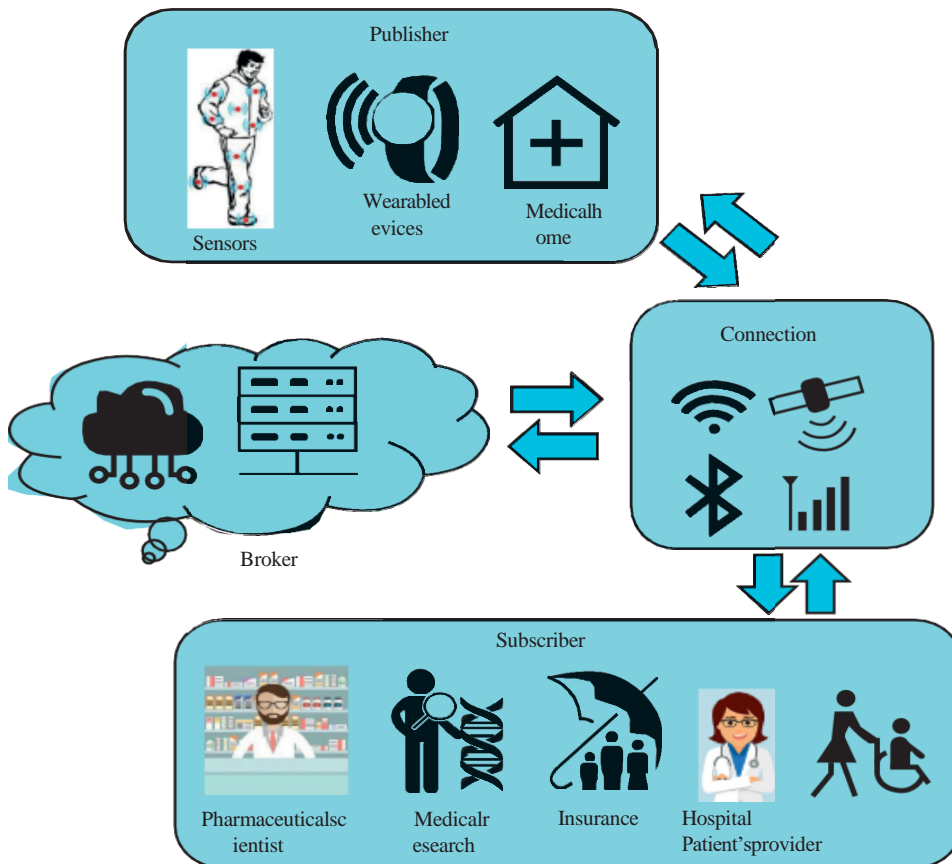 Publisher
Sensors
Wearabled
evices
Medicalh
ome
Connection
Broker
Subscriber
Pharmaceuticalsc
ientist
Medicalr
esearch
Insurance
Hospital
Patient'sprovider